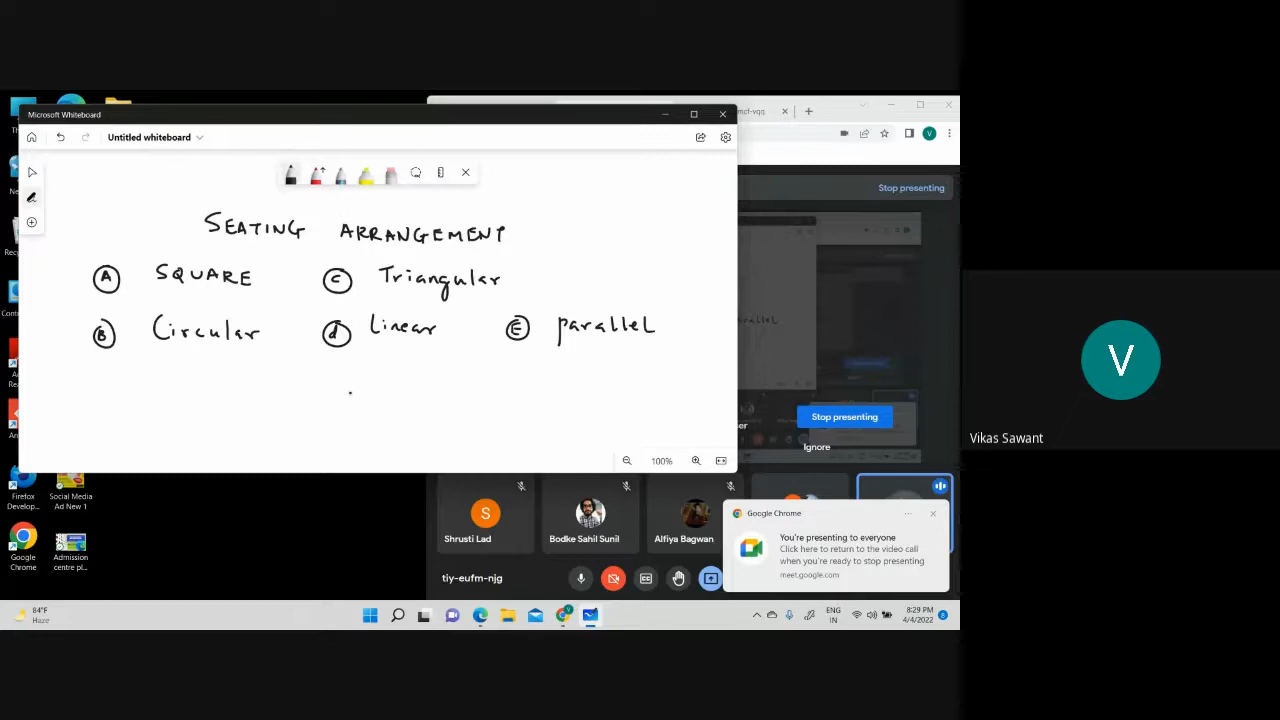 Microsoft Whiteboard
Untitled whiteboard
SEATING ARRANGEMENT
A SQUARE C Triangular
B Circular d linear E parallel
100%
mcf-vqq
V
Stop presenting
Stop presenting
Ignore
S
Shrusti Lad
Bodke Sahil Sunil
Alfiya Bagwan
Google Chrome
You're presenting to everyone
Click here to return to the video call
when you're ready to stop presenting
meet.google.com
tiy-eufm-njg
Firefox
Develop...
Social Media
Ad New 1
Google
Chrome
Admission
centre pl...
84°F
Haze
ENG
IN
8:29 PM
4/4/2022
8
V
Vikas Sawant